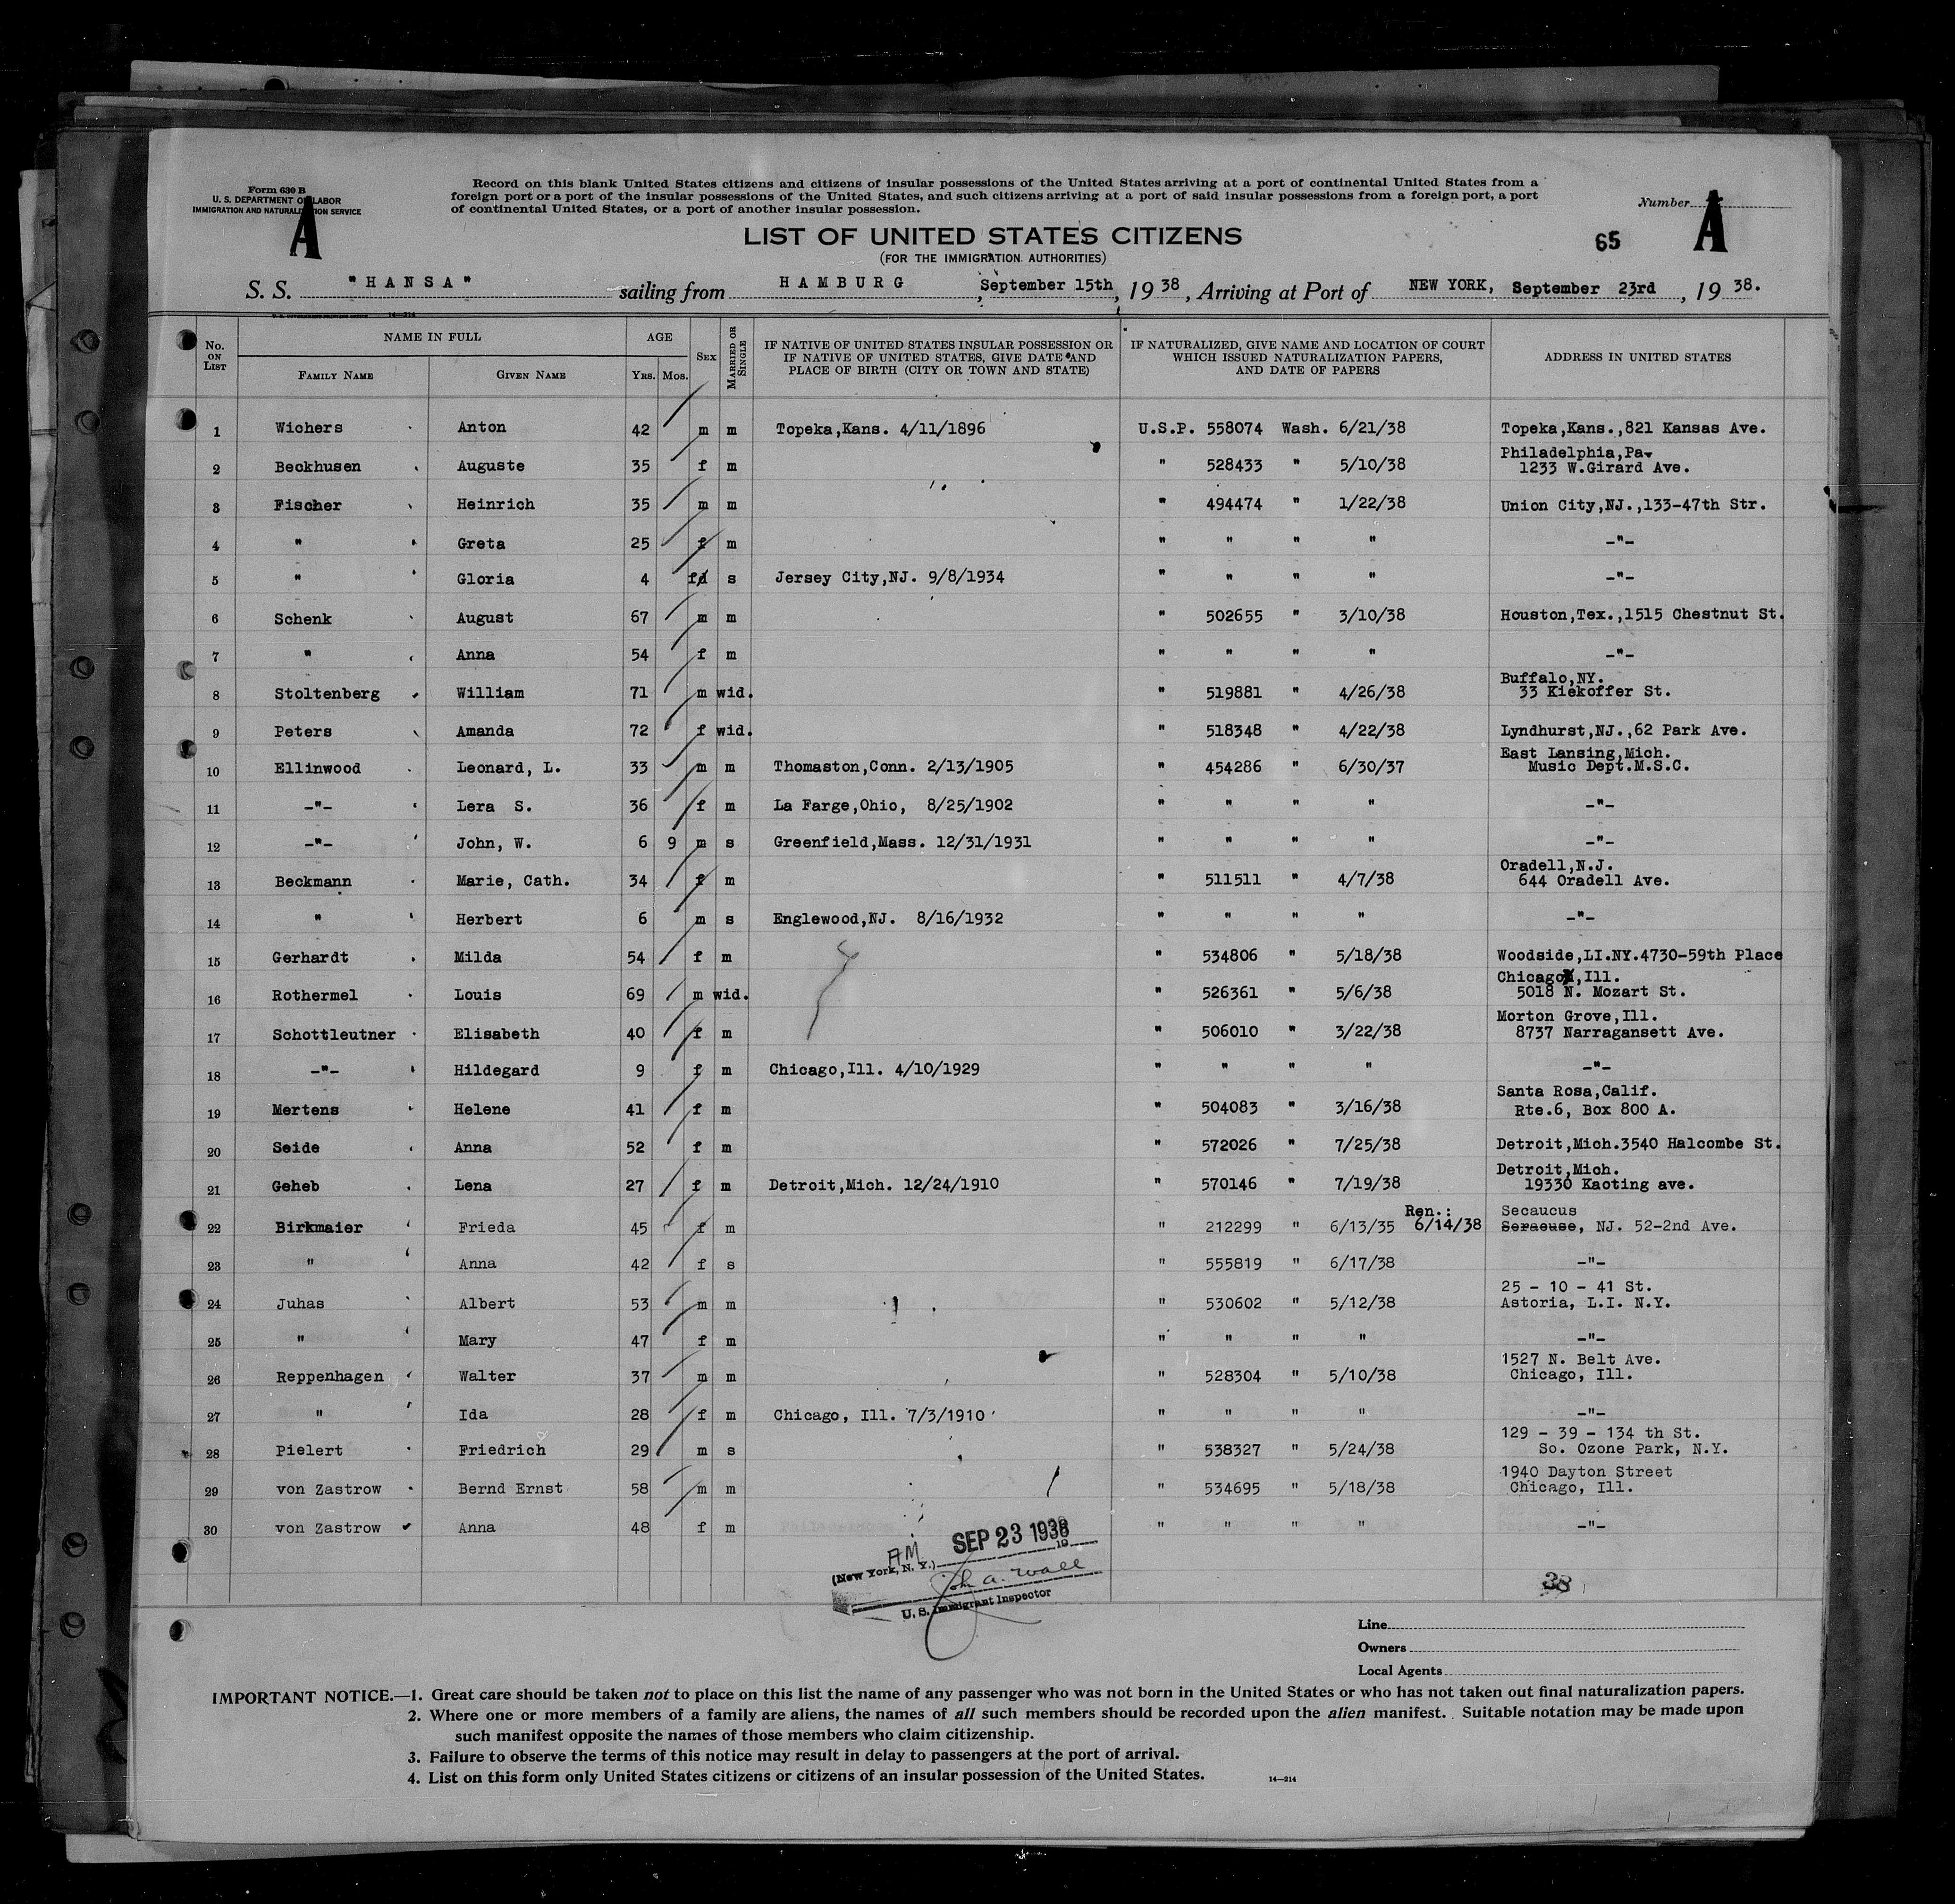 Form 630 B
U. S. DEPARTMENT OF LABOR
IMMIGRATION AND NATURALIZATION SERVICE
A
Record on this blank United States citizens and citizens of insular possessions of the United States arriving at a port of continental United States from a
foreign port or a port of the insular possessions of the United States, and such citizens arriving at a port of said insular possessions from a foreign port, a port
of continental United States, or a port of another insular possession.
Number
A
LIST OF UNITED STATES CITIZENS
(FOR THE IMMIGRATION AUTHORITIES)
65
S. S. "HANSA" sailing from HAMBURG, September 15th, 1938, Arriving at Port of NEW YORK, September 23rd, 1938.
No. ON LIST NAME IN FULL AGE SEX MARRIED OR SINGLE IF NATIVE OF UNITED STATES INSULAR POSSESSION OR IF NATIVE OF UNITED STATES, GIVE DATE AND PLACE OF BIRTH (CITY OR TOWN AND STATE) IF NATURALIZED, GIVE NAME AND LOCATION OF COURT WHICH ISSUED NATURALIZATION PAPERS, AND DATE OF PAPERS ADDRESS IN UNITED STATES
FAMILY NAME GIVEN NAME YRS. MOS.
1 Wichers Anton 42 m m Topeka,Kans. 4/11/1896 U.S.P. 558074 Wash. 6/21/38 Topeka,Kans.,821 Kansas Ave.
2 Beckhusen Auguste 35 f m " 528433 " 5/10/38 Philadelphia,Pa. 1233 W.Girard Ave.
3 Fischer Heinrich 35 m m " 494474 " 1/22/38 Union City,NJ.,133-47th Str.
4 " Greta 25 f m " " " " -"-
5 " Gloria 4 f s Jersey City,NJ. 9/8/1934 " " " " -"-
6 Schenk August 67 m m " 502655 " 3/10/38 Houston,Tex.,1515 Chestnut St.
7 " Anna 54 f m " " " " -"-
8 Stoltenberg William 71 m wid. " 519881 " 4/26/38 Buffalo,NY. 33 Kiekoffer St.
9 Peters Amanda 72 f wid. " 518348 " 4/22/38 Lyndhurst,NJ.,62 Park Ave.
10 Ellinwood Leonard, L. 33 m m Thomaston,Conn. 2/13/1905 " 454286 " 6/30/37 East Lansing,Mich. Music Dept.M.S.C.
11 -"- Lera S. 36 f m La Farge,Ohio, 8/25/1902 " " " " -"-
12 -"- John, W. 6 9 m s Greenfield,Mass. 12/31/1931 " " " " -"-
13 Beckmann Marie, Cath. 34 f m " 511511 " 4/7/38 Oradell,N.J. 644 Oradell Ave.
14 " Herbert 6 m s Englewood,NJ. 8/16/1932 " " " " -"-
15 Gerhardt Milda 54 f m " 534806 " 5/18/38 Woodside,LI.NY.4730-59th Place
16 Rothermel Louis 69 m wid. " 526361 " 5/6/38 Chicago,Ill. 5018 N. Mozart St.
17 Schottleutner Elisabeth 40 f m " 506010 " 3/22/38 Morton Grove,Ill. 8737 Narragansett Ave.
18 -"- Hildegard 9 f m Chicago,Ill. 4/10/1929 " " " " -"-
19 Mertens Helene 41 f m " 504083 " 3/16/38 Santa Rosa,Calif. Rte.6, Box 800 A.
20 Seide Anna 52 f m " 572026 " 7/25/38 Detroit,Mich.3540 Halcombe St.
21 Geheb Lena 27 f m Detroit,Mich. 12/24/1910 " 570146 " 7/19/38 Detroit,Mich. 19330 Kaoting ave.
22 Birkmaier Frieda 45 f m " 212299 " 6/13/35 Ren.: 6/14/38 Secaucus Seraeuse, NJ. 52-2nd Ave.
23 " Anna 42 f s " 555819 " 6/17/38 -"-
24 Juhas Albert 53 m m " 530602 " 5/12/38 25 - 10 - 41 St. Astoria, L.I. N.Y.
25 " Mary 47 f m " " " " -"-
26 Reppenhagen Walter 37 m m " 528304 " 5/10/38 1527 N. Belt Ave. Chicago, Ill.
27 " Ida 28 f m Chicago, Ill. 7/3/1910 " " " " -"-
28 Pielert Friedrich 29 m s " 538327 " 5/24/38 129 - 39 - 134 th St. So. Ozone Park, N.Y.
29 von Zastrow Bernd Ernst 58 m m " 534695 " 5/18/38 1940 Dayton Street Chicago, Ill.
30 von Zastrow Anna 48 f m " " " " -"-
AM SEP 23 1938
(New York, N. Y.) 19
John A. Wall
U. S. Immigrant Inspector
38
Line
Owners
Local Agents
IMPORTANT NOTICE.—1. Great care should be taken not to place on this list the name of any passenger who was not born in the United States or who has not taken out final naturalization papers.
2. Where one or more members of a family are aliens, the names of all such members should be recorded upon the alien manifest. Suitable notation may be made upon
such manifest opposite the names of those members who claim citizenship.
3. Failure to observe the terms of this notice may result in delay to passengers at the port of arrival.
4. List on this form only United States citizens or citizens of an insular possession of the United States.
14—214